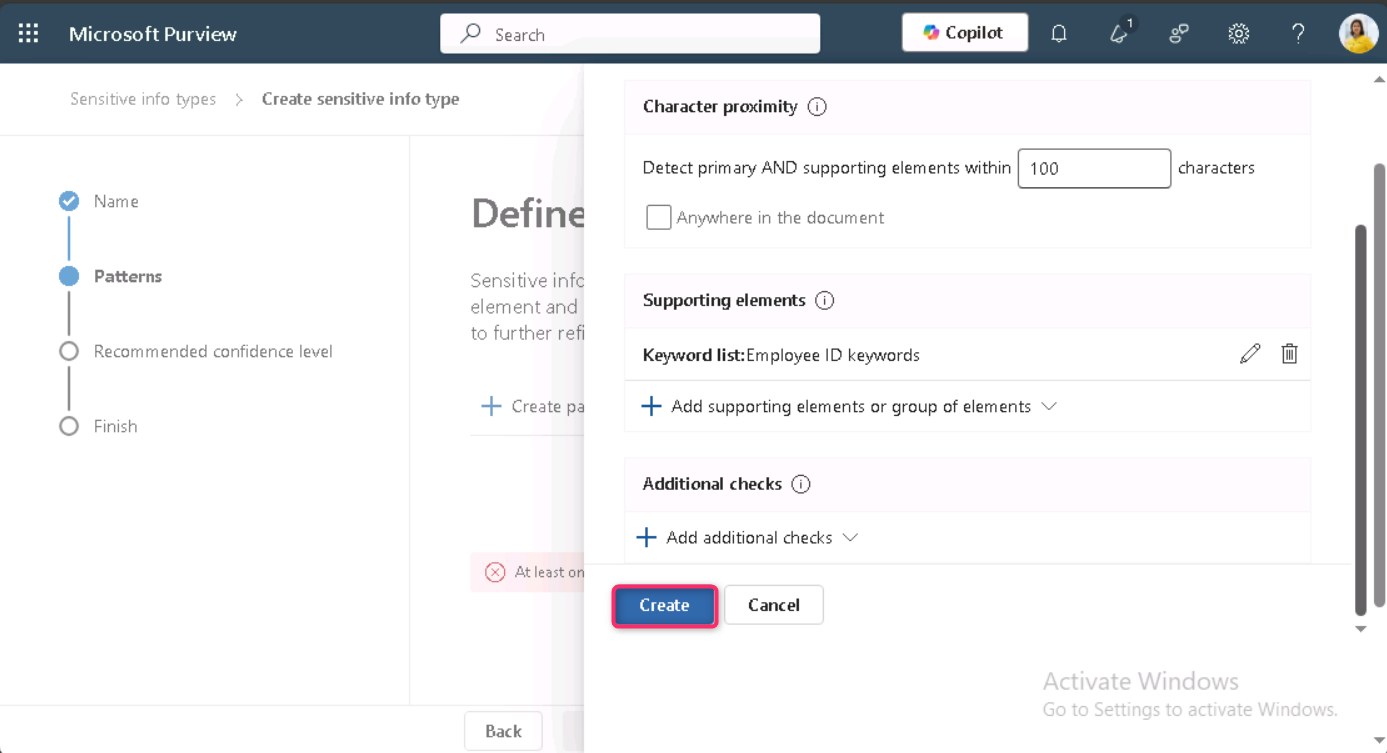 Microsoft Purview
Search
Copilot
1
Sensitive info types > Create sensitive info type
Name
Patterns
Recommended confidence level
Finish
Define
Sensitive info
element and
to further refi
Create pa
At least on
Back
Character proximity
Detect primary AND supporting elements within 100 characters
Anywhere in the document
Supporting elements
Keyword list:Employee ID keywords
Add supporting elements or group of elements
Additional checks
Add additional checks
Create
Cancel
Activate Windows
Go to Settings to activate Windows.